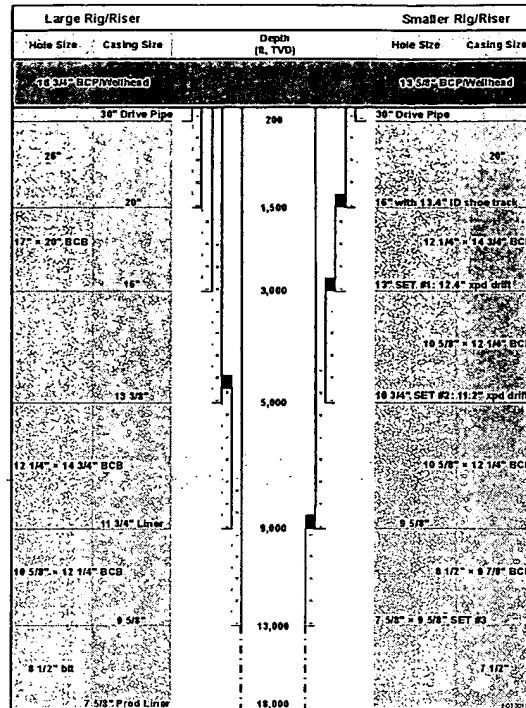 Large Rig/Riser
Smaller Rig/Riser
Hole Size
Casing Size
Depth
(ft, TVD)
Hole Size
Casing Size
16 3/4" BCP/Wellhead
13 5/8" BCP/Wellhead
30" Drive Pipe
200
30" Drive Pipe
26"
20"
20"
1,500
16" with 13.4" ID shoe track
17" × 20" BCB
12 1/4" × 14 3/4" BCB
16"
3,000
13" SET #1: 12.4" xpd drift
10 5/8" × 12 1/4" BCB
13 3/8"
5,000
10 3/4" SET #2: 11.2" xpd drift
12 1/4" × 14 3/4" BCB
10 5/8" × 12 1/4" BCB
11 3/4" Liner
9,000
9 5/8"
10 5/8" × 12 1/4" BCB
8 1/2" × 9 7/8" BCB
9 5/8"
13,000
7 5/8" × 9 5/8" SET #3
8 1/2" bit
7 1/2"
7 5/8" Prod Liner
18,000